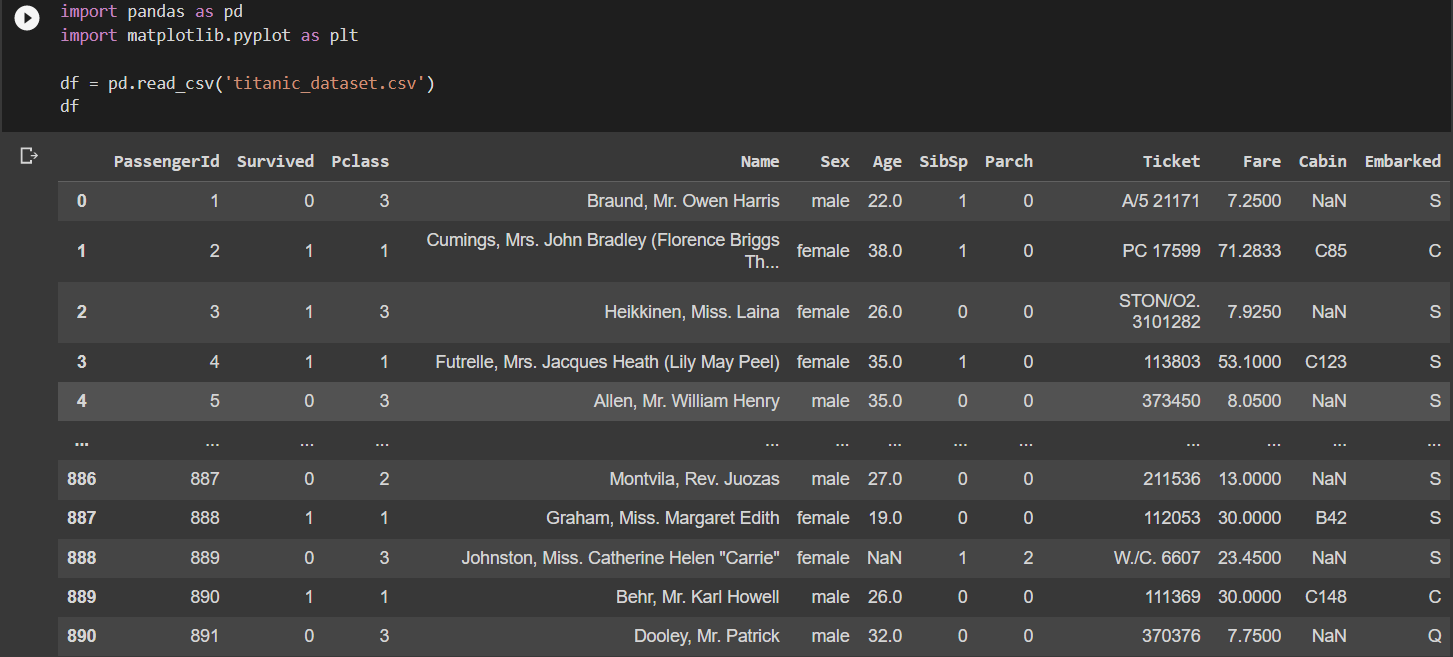 import pandas as pd
import matplotlib.pyplot as plt
df = pd.read_csv('titanic_dataset.csv')
df
PassengerId Survived Pclass Name Sex Age SibSp Parch Ticket Fare Cabin Embarked
0 1 0 3 Braund, Mr. Owen Harris male 22.0 1 0 A/5 21171 7.2500 NaN S
1 2 1 1 Cumings, Mrs. John Bradley (Florence Briggs Th... female 38.0 1 0 PC 17599 71.2833 C85 C
2 3 1 3 Heikkinen, Miss. Laina female 26.0 0 0 STON/O2. 3101282 7.9250 NaN S
3 4 1 1 Futrelle, Mrs. Jacques Heath (Lily May Peel) female 35.0 1 0 113803 53.1000 C123 S
4 5 0 3 Allen, Mr. William Henry male 35.0 0 0 373450 8.0500 NaN S
... ... ... ... ... ... ... ... ... ... ... ... ...
886 887 0 2 Montvila, Rev. Juozas male 27.0 0 0 211536 13.0000 NaN S
887 888 1 1 Graham, Miss. Margaret Edith female 19.0 0 0 112053 30.0000 B42 S
888 889 0 3 Johnston, Miss. Catherine Helen "Carrie" female NaN 1 2 W./C. 6607 23.4500 NaN S
889 890 1 1 Behr, Mr. Karl Howell male 26.0 0 0 111369 30.0000 C148 C
890 891 0 3 Dooley, Mr. Patrick male 32.0 0 0 370376 7.7500 NaN Q